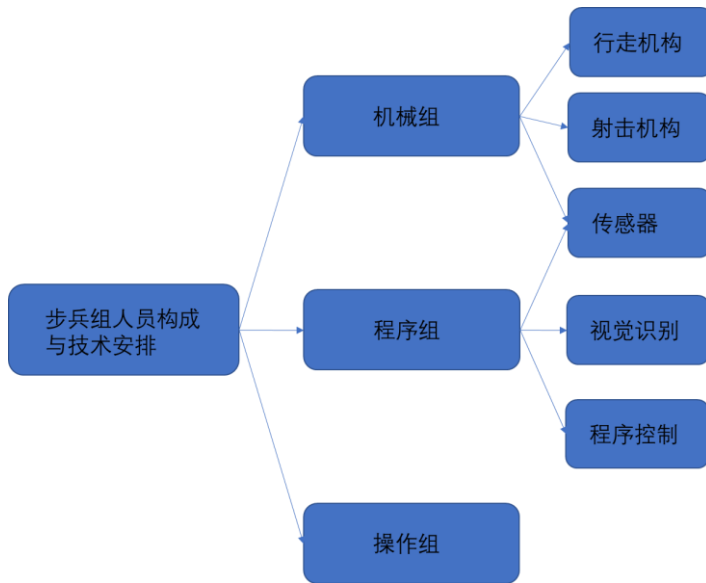 行走机构
机械组
射击机构
传感器
步兵组人员构成
与技术安排
程序组
视觉识别
程序控制
操作组